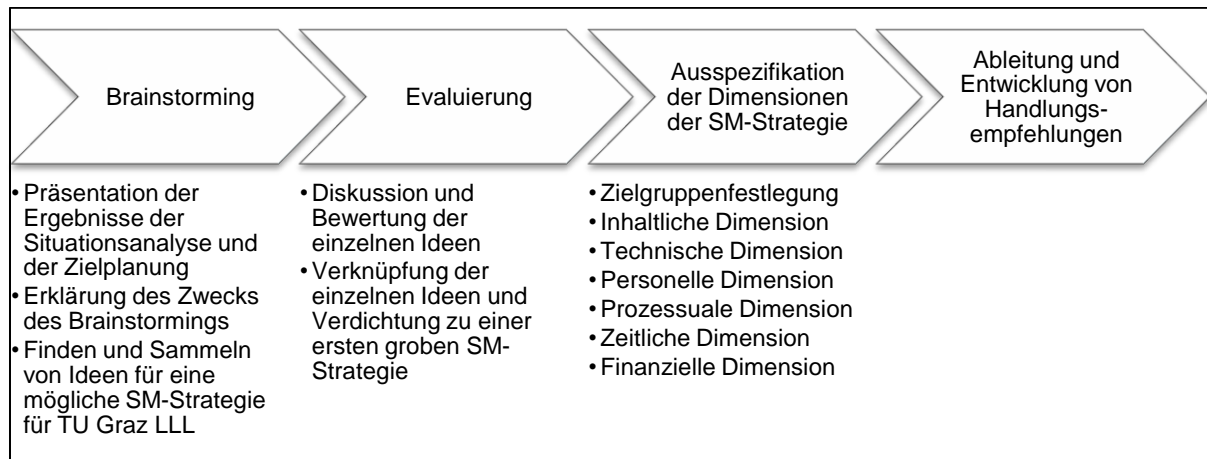 Brainstorming
• Präsentation der
Ergebnisse der
Situationsanalyse und
der Zielplanung
• Erklärung des Zwecks
des Brainstormings
• Finden und Sammeln
von Ideen für eine
mögliche SM-Strategie
für TU Graz LLL
Evaluierung
• Diskussion und
Bewertung der
einzelnen Ideen
• Verknüpfung der
einzelnen Ideen und
Verdichtung zu einer
ersten groben SM-
Strategie
Ausspezifikation
der Dimensionen
der SM-Strategie
• Zielgruppenfestlegung
• Inhaltliche Dimension
• Technische Dimension
• Personelle Dimension
• Prozessuale Dimension
• Zeitliche Dimension
• Finanzielle Dimension
Ableitung und
Entwicklung von
Handlungs-
empfehlungen